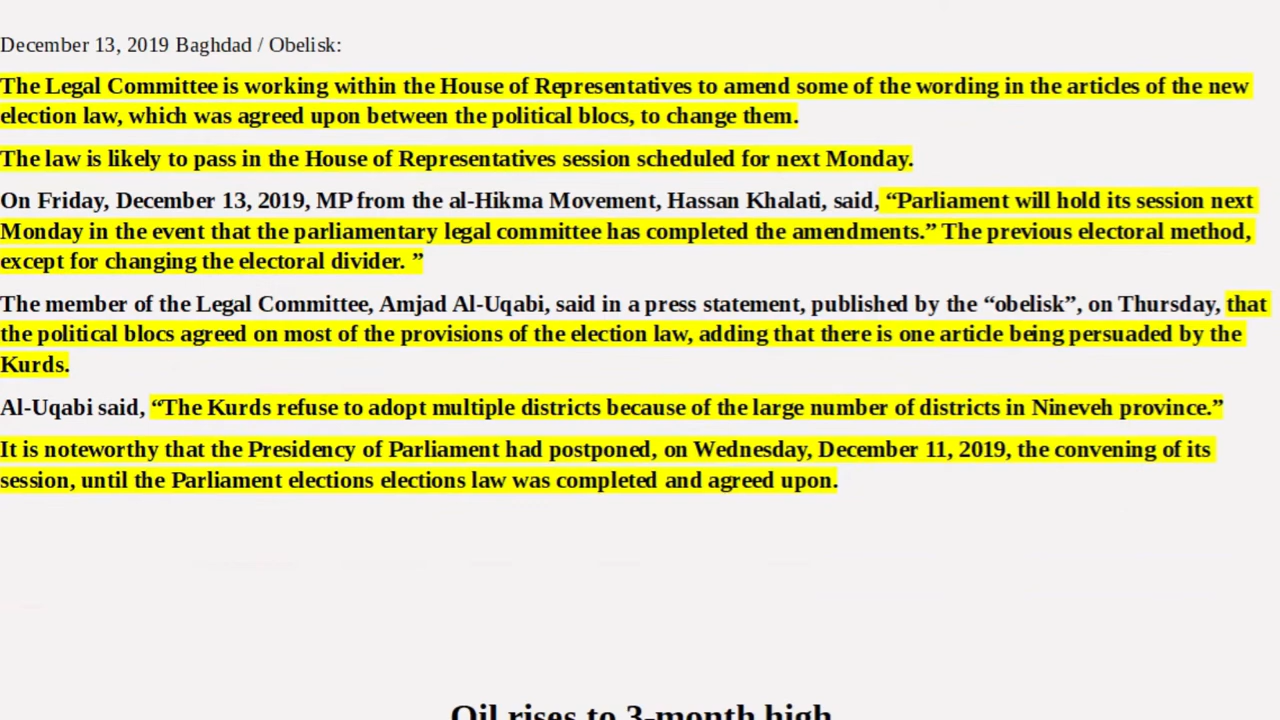 December 13, 2019 Baghdad / Obelisk:
The Legal Committee is working within the House of Representatives to amend some of the wording in the articles of the new
election law, which was agreed upon between the political blocs, to change them.
The law is likely to pass in the House of Representatives session scheduled for next Monday.
On Friday, December 13, 2019, MP from the al-Hikma Movement, Hassan Khalati, said, “Parliament will hold its session next
Monday in the event that the parliamentary legal committee has completed the amendments.” The previous electoral method,
except for changing the electoral divider. ”
The member of the Legal Committee, Amjad Al-Uqabi, said in a press statement, published by the “obelisk”, on Thursday, that
the political blocs agreed on most of the provisions of the election law, adding that there is one article being persuaded by the
Kurds.
Al-Uqabi said, “The Kurds refuse to adopt multiple districts because of the large number of districts in Nineveh province.”
It is noteworthy that the Presidency of Parliament had postponed, on Wednesday, December 11, 2019, the convening of its
session, until the Parliament elections elections law was completed and agreed upon.
Oil rises to 3-month high